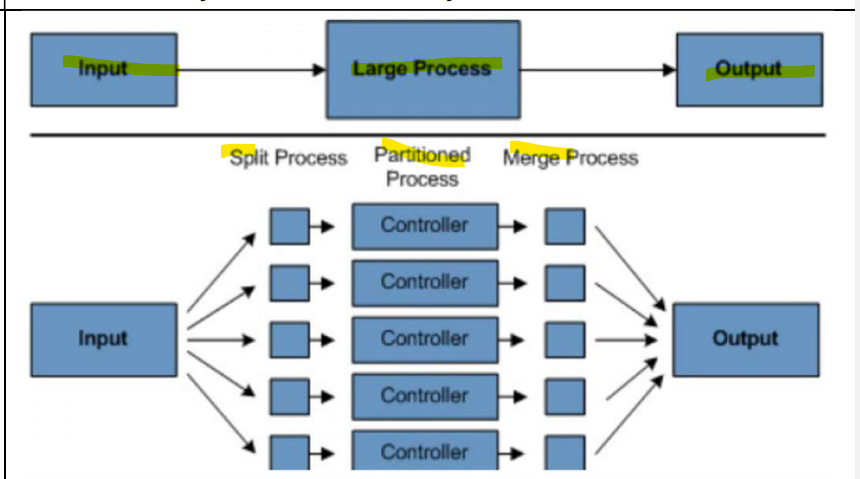 Input
Large Process
Output
Split Process
Partitioned
Process
Merge Process
Controller
Controller
Input
Controller
Output
Controller
Controller